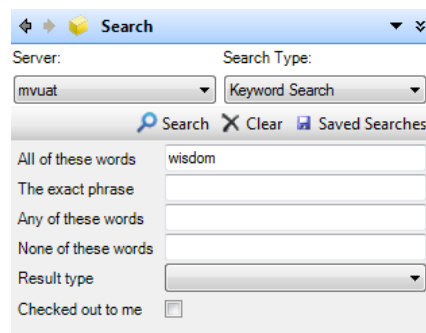 Search
Server: Search Type:
mvuat Keyword Search
Search Clear Saved Searches
All of these words wisdom
The exact phrase
Any of these words
None of these words
Result type
Checked out to me